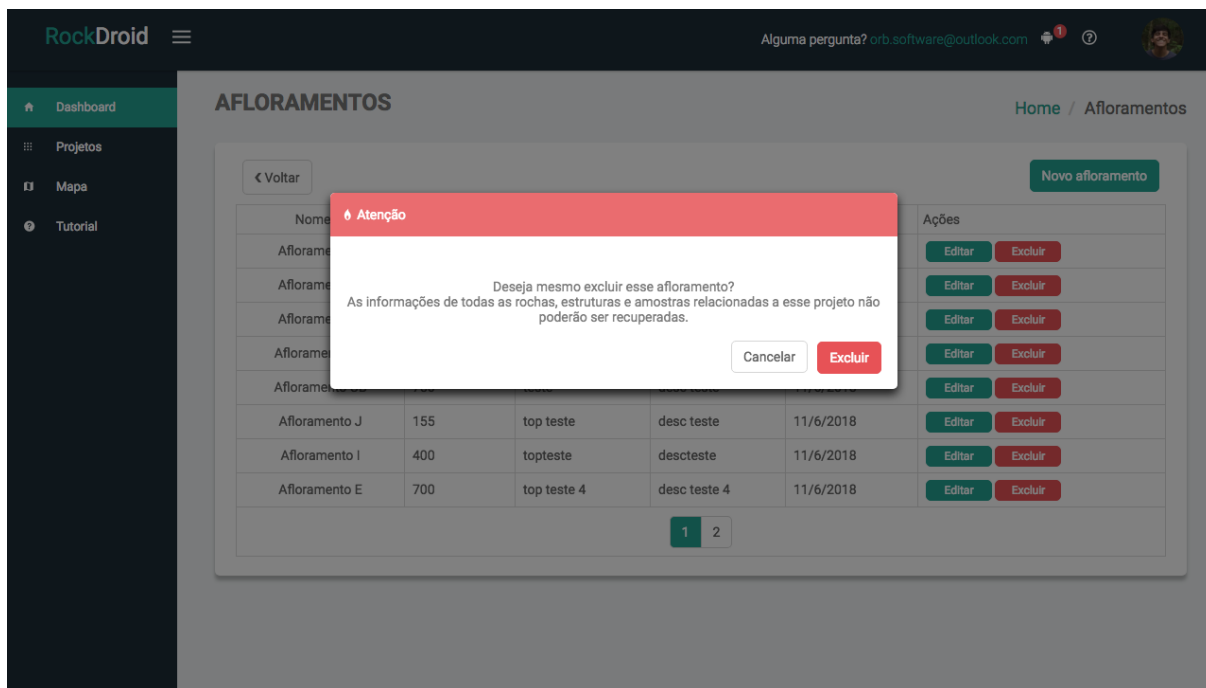 RockDroid
Alguma pergunta? orb.software@outlook.com 1
Dashboard
Projetos
Mapa
Tutorial
AFLORAMENTOS
Home / Afloramentos
Voltar
Novo afloramento
Nome
Ações
Atenção
Deseja mesmo excluir esse afloramento?
As informações de todas as rochas, estruturas e amostras relacionadas a esse projeto não
poderão ser recuperadas.
Cancelar Excluir
Editar Excluir
Editar Excluir
Editar Excluir
Editar Excluir
Editar Excluir
Afloramento J 155 top teste desc teste 11/6/2018 Editar Excluir
Afloramento I 400 topteste descteste 11/6/2018 Editar Excluir
Afloramento E 700 top teste 4 desc teste 4 11/6/2018 Editar Excluir
1 2